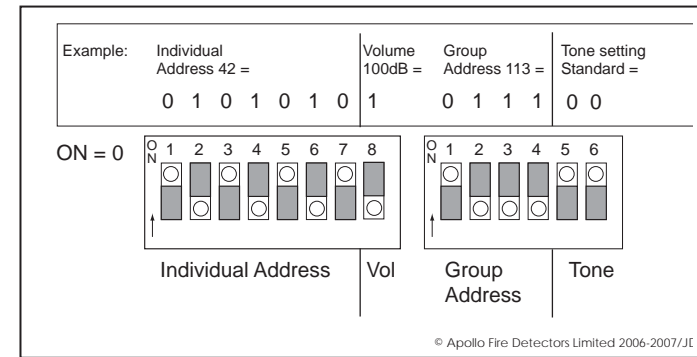 Example:
Individual
Address 42 =
Volume
100dB =
Group
Address 113 =
Tone setting
Standard =
0 1 0 1 0 1 0 1 0 1 1 1 0 0
ON = 0
ON 1 2 3 4 5 6 7 8
ON 1 2 3 4 5 6
Individual Address Vol Group
Address
Tone
© Apollo Fire Detectors Limited 2006-2007/JD